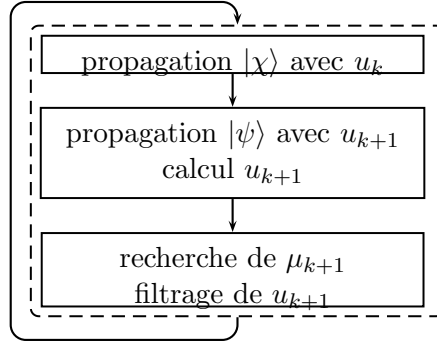 propagation |χ⟩ avec u_k
propagation |ψ⟩ avec u_{k+1}
calcul u_{k+1}
recherche de μ_{k+1}
filtrage de u_{k+1}